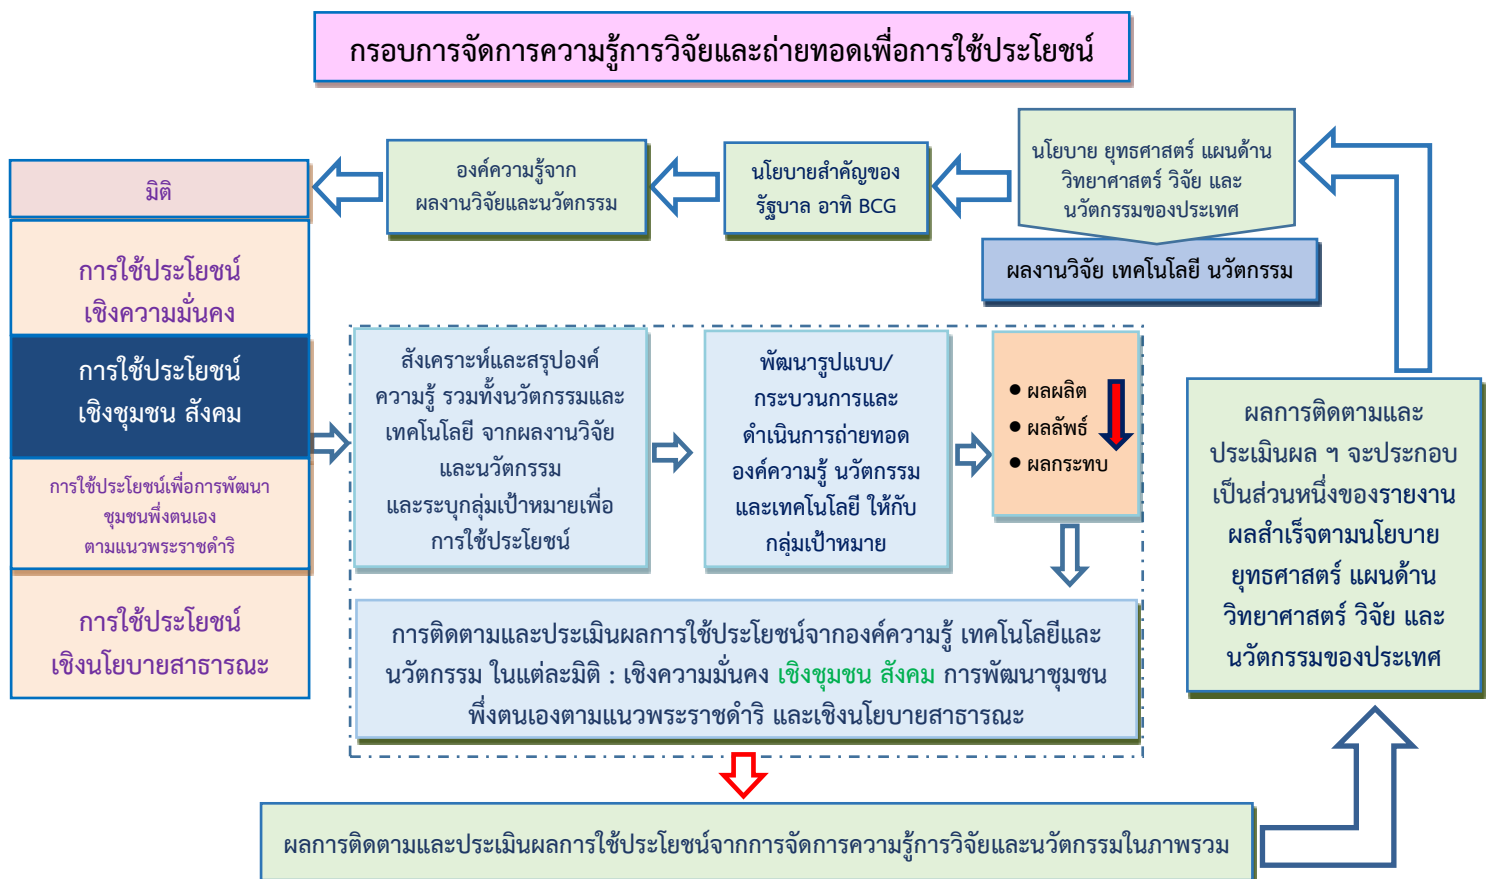 กรอบการจัดการความรู้การวิจัยและถ่ายทอดเพื่อการใช้ประโยชน์
นโยบาย ยุทธศาสตร์ แผนด้าน
วิทยาศาสตร์ วิจัย และ
นวัตกรรมของประเทศ
ผลงานวิจัย เทคโนโลยี นวัตกรรม
นโยบายสำคัญของ
รัฐบาล อาทิ BCG
องค์ความรู้จาก
ผลงานวิจัยและนวัตกรรม
มิติ
การใช้ประโยชน์
เชิงความมั่นคง
การใช้ประโยชน์
เชิงชุมชน สังคม
การใช้ประโยชน์เพื่อการพัฒนา
ชุมชนพึ่งตนเอง
ตามแนวพระราชดำริ
การใช้ประโยชน์
เชิงนโยบายสาธารณะ
สังเคราะห์และสรุปองค์
ความรู้ รวมทั้งนวัตกรรมและ
เทคโนโลยี จากผลงานวิจัย
และนวัตกรรม
และระบุกลุ่มเป้าหมายเพื่อ
การใช้ประโยชน์
พัฒนารูปแบบ/
กระบวนการและ
ดำเนินการถ่ายทอด
องค์ความรู้ นวัตกรรม
และเทคโนโลยี ให้กับ
กลุ่มเป้าหมาย
● ผลผลิต
● ผลลัพธ์
● ผลกระทบ
การติดตามและประเมินผลการใช้ประโยชน์จากองค์ความรู้ เทคโนโลยีและ
นวัตกรรม ในแต่ละมิติ : เชิงความมั่นคง เชิงชุมชน สังคม การพัฒนาชุมชน
พึ่งตนเองตามแนวพระราชดำริ และเชิงนโยบายสาธารณะ
ผลการติดตามและประเมินผลการใช้ประโยชน์จากการจัดการความรู้การวิจัยและนวัตกรรมในภาพรวม
ผลการติดตามและ
ประเมินผล ฯ จะประกอบ
เป็นส่วนหนึ่งของรายงาน
ผลสำเร็จตามนโยบาย
ยุทธศาสตร์ แผนด้าน
วิทยาศาสตร์ วิจัย และ
นวัตกรรมของประเทศ